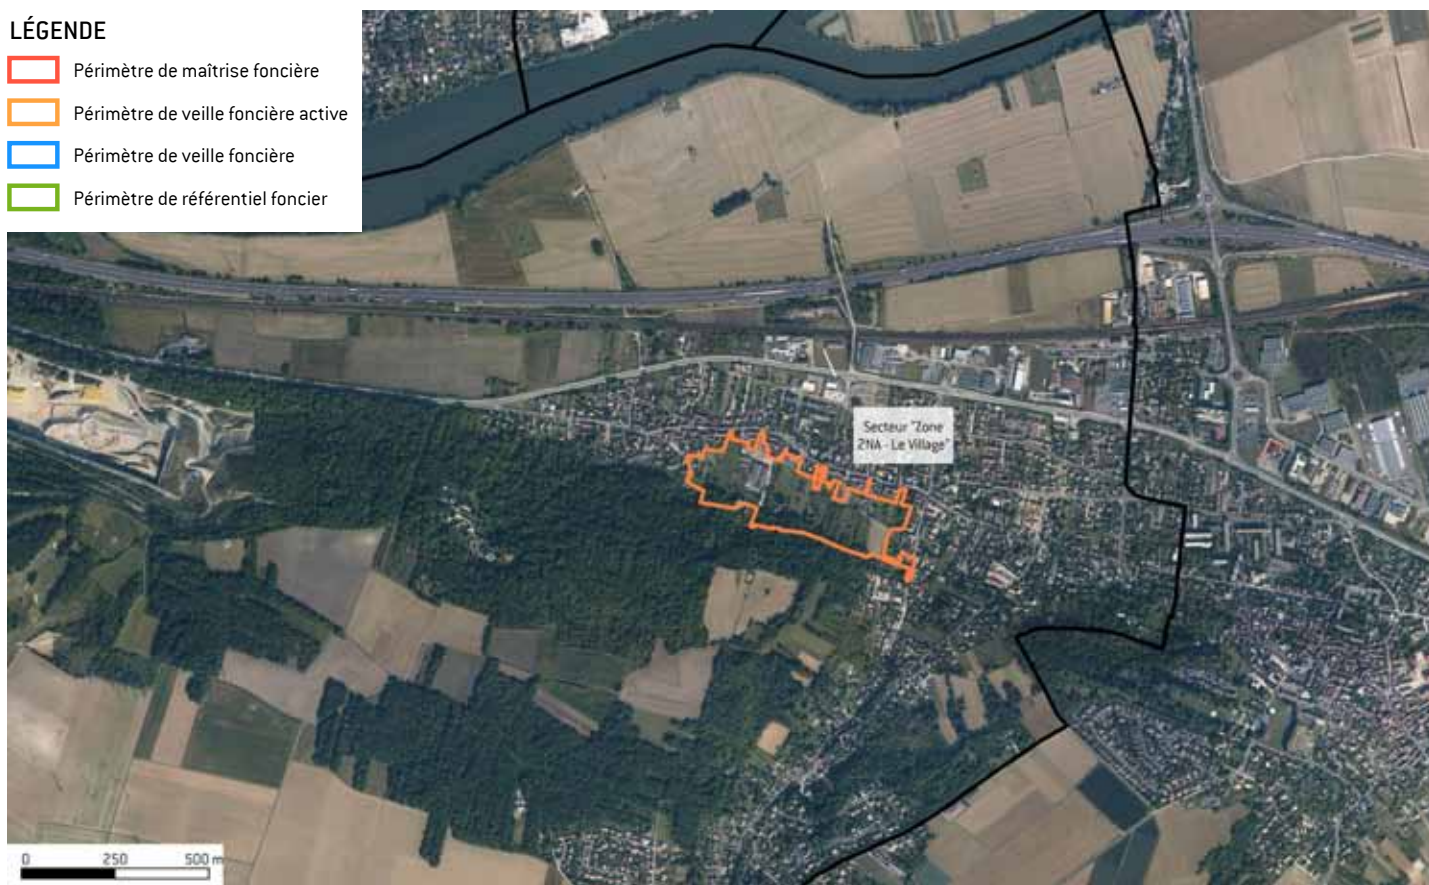 LÉGENDE
Périmètre de maîtrise foncière
Périmètre de veille foncière active
Périmètre de veille foncière
Périmètre de référentiel foncier
Secteur "Zone
2NA - Le Village"
0 250 500 m